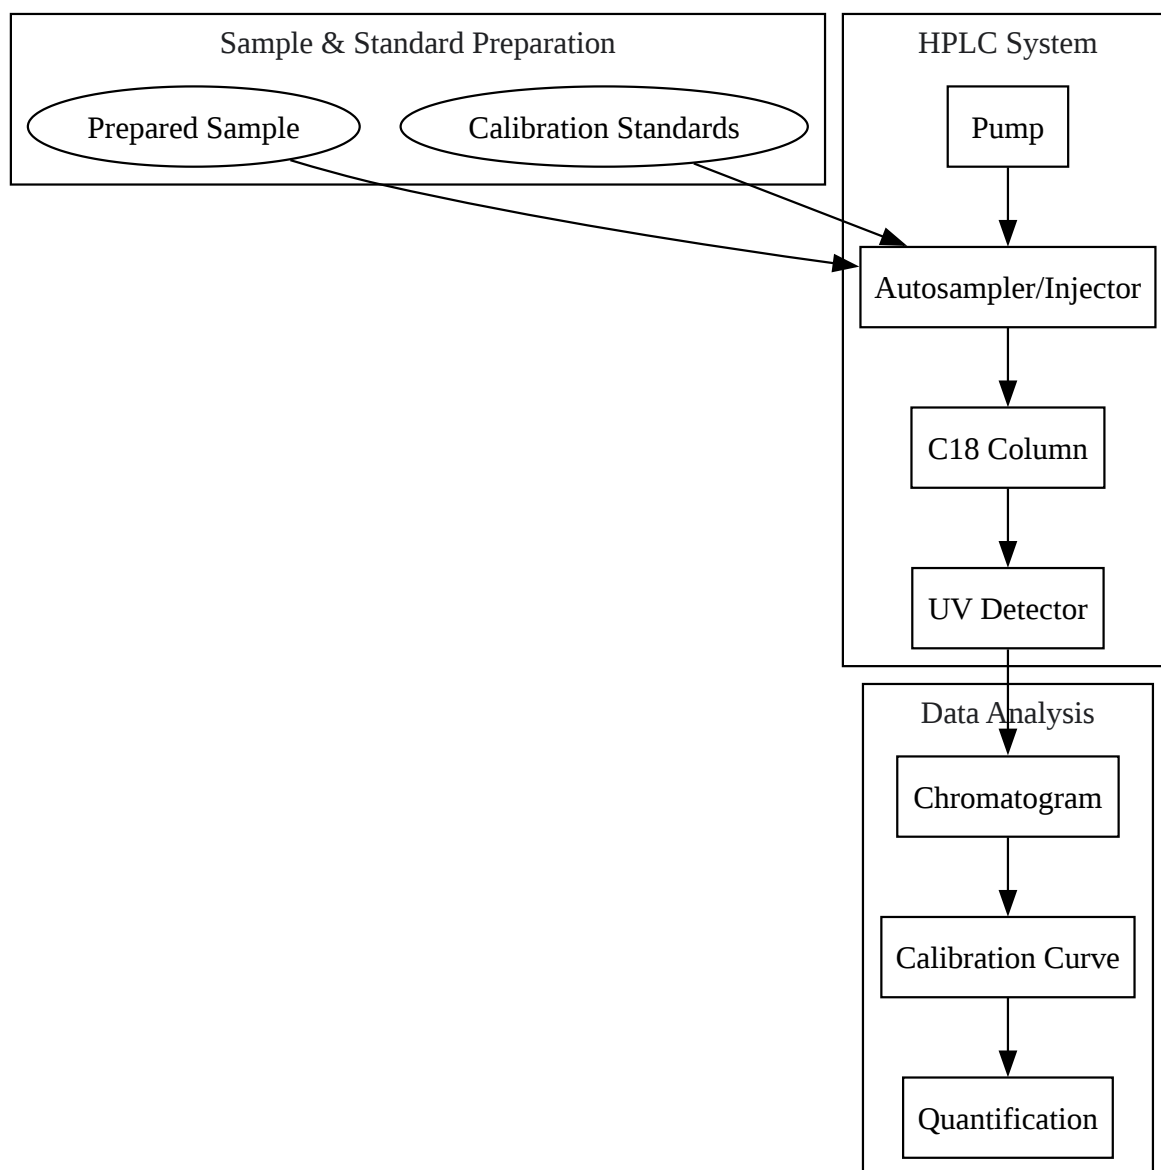 Sample & Standard Preparation
Prepared Sample
Calibration Standards
HPLC System
Pump
Autosampler/Injector
C18 Column
UV Detector
Data Analysis
Chromatogram
Calibration Curve
Quantification